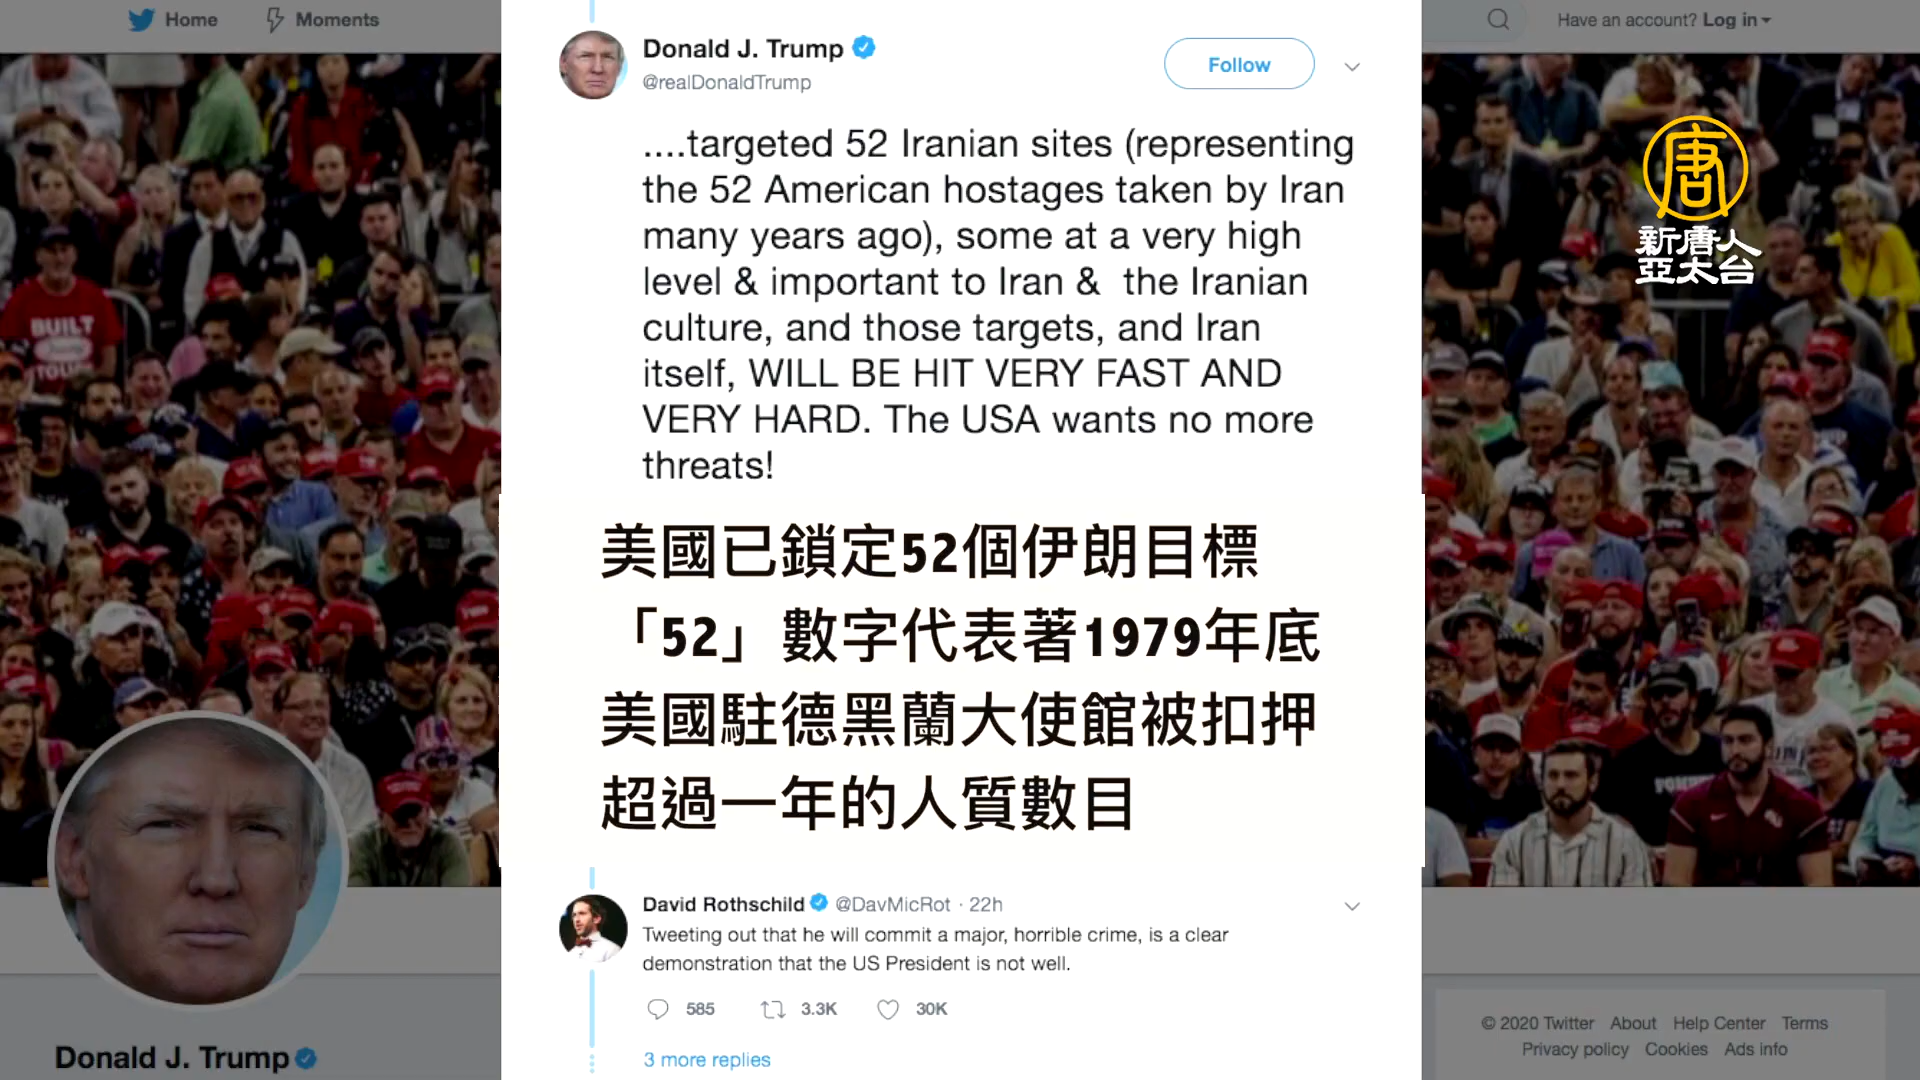 Home
Moments
Have an account? Log in
Donald J. Trump
@realDonaldTrump
Follow
....targeted 52 Iranian sites (representing
the 52 American hostages taken by Iran
many years ago), some at a very high
level & important to Iran &  the Iranian
culture, and those targets, and Iran
itself, WILL BE HIT VERY FAST AND
VERY HARD. The USA wants no more
threats!
唐
新唐人
亞太台
BUILT
TOUGH
美國已鎖定52個伊朗目標
「52」數字代表著1979年底
美國駐德黑蘭大使館被扣押
超過一年的人質數目
David Rothschild @DavMicRot · 22h
Tweeting out that he will commit a major, horrible crime, is a clear
demonstration that the US President is not well.
585
3.3K
30K
3 more replies
Donald J. Trump
© 2020 Twitter About Help Center Terms
Privacy policy Cookies Ads info